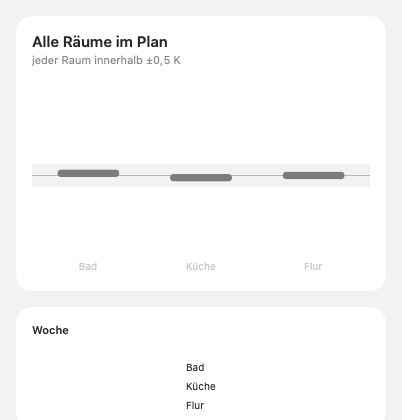 Alle Räume im Plan
jeder Raum innerhalb ±0,5 K
Bad Küche Flur
Woche
Bad
Küche
Flur